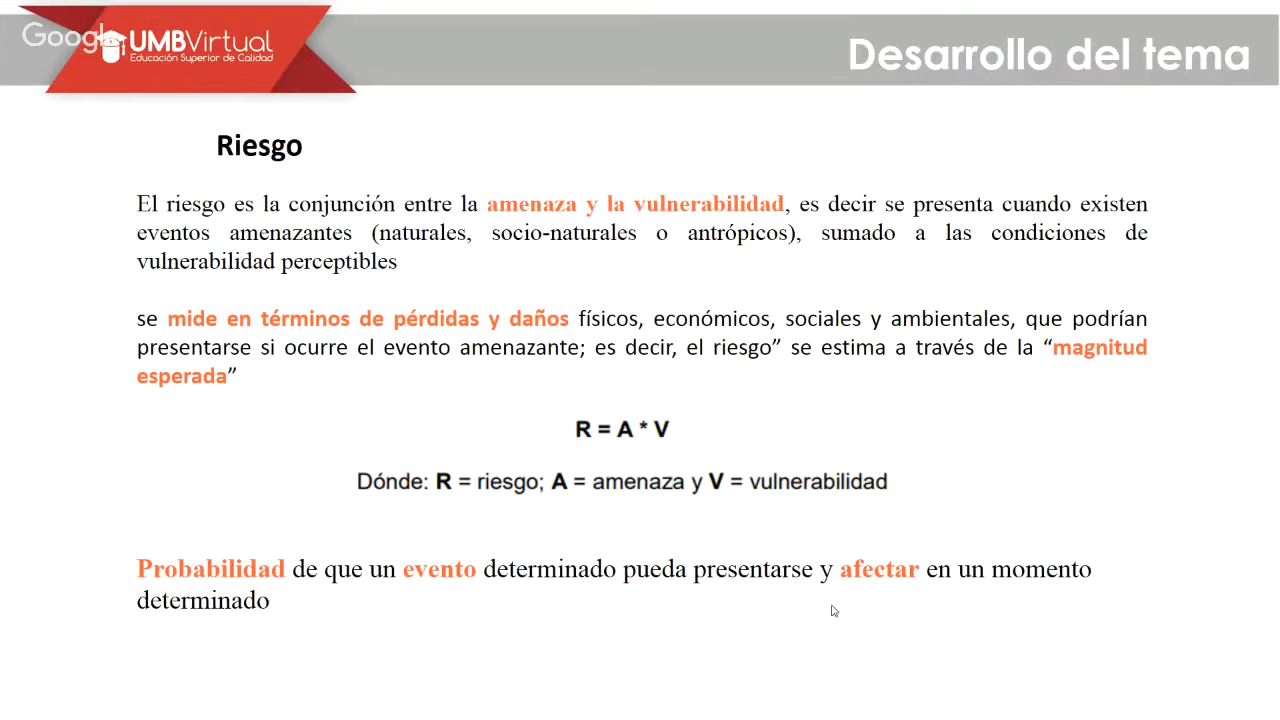 Google
UMBVirtual
Educación Superior de Calidad
Desarrollo del tema
Riesgo
El riesgo es la conjunción entre la amenaza y la vulnerabilidad, es decir se presenta cuando existen
eventos amenazantes (naturales, socio-naturales o antrópicos), sumado a las condiciones de
vulnerabilidad perceptibles
se mide en términos de pérdidas y daños físicos, económicos, sociales y ambientales, que podrían
presentarse si ocurre el evento amenazante; es decir, el riesgo” se estima a través de la “magnitud
esperada”
R = A * V
Dónde: R = riesgo; A = amenaza y V = vulnerabilidad
Probabilidad de que un evento determinado pueda presentarse y afectar en un momento
determinado